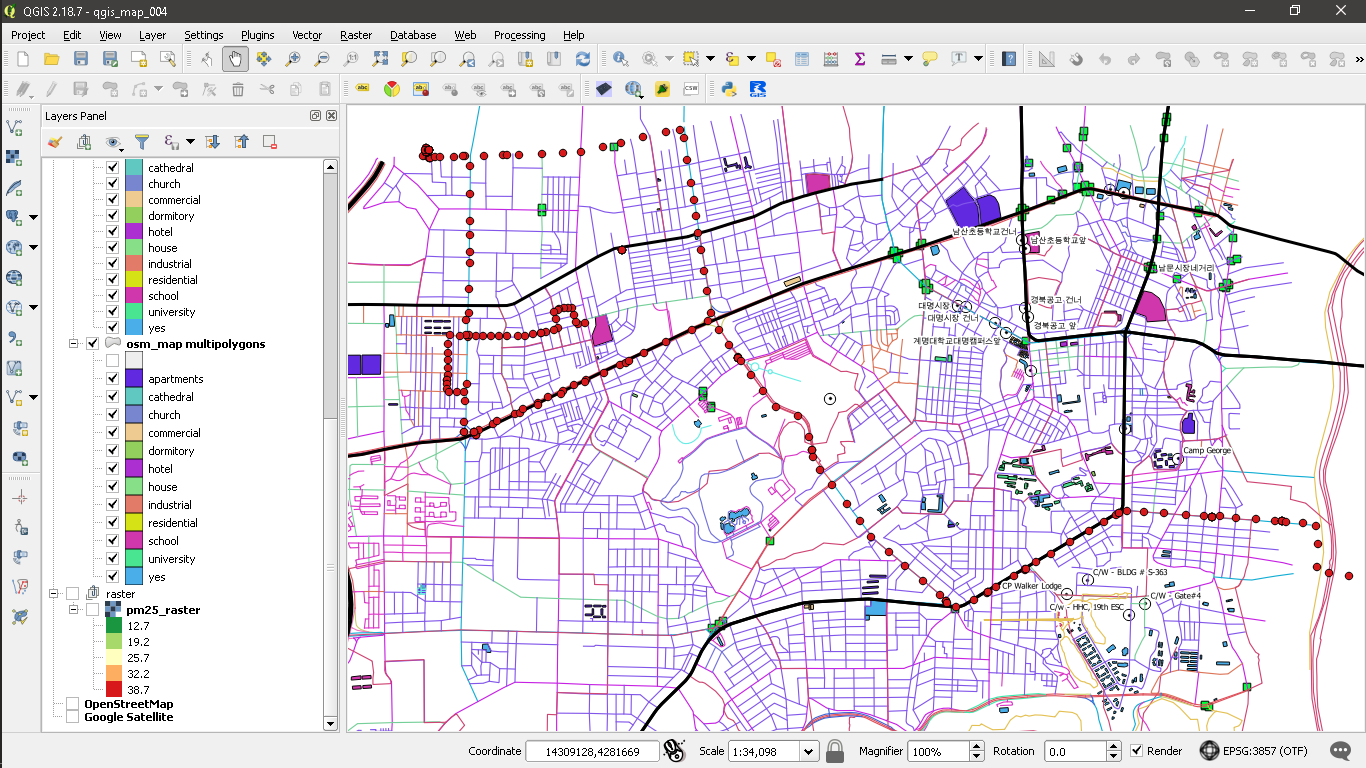 QGIS 2.18.7 - qgis_map_004
Project Edit View Layer Settings Plugins Vector Raster Database Web Processing Help
Layers Panel
cathedral
church
commercial
dormitory
hotel
house
industrial
residential
school
university
yes
osm_map multipolygons
apartments
cathedral
church
commercial
dormitory
hotel
house
industrial
residential
school
university
yes
raster
pm25_raster
12.7
19.2
25.7
32.2
38.7
OpenStreetMap
Google Satellite
남산초등학교건너
남산초등학교앞
남문시장네거리
대명시장
경북공고 건너
대명시장 건너
경북공고 앞
계명대학교대명캠퍼스앞
Camp George
C/W - BLDG # S-363
CP Walker Lodge
C/W - Gate#4
C/w - HHC, 19th ESC
Coordinate 14309128,4281669 Scale 1:34,098 Magnifier 100% Rotation 0.0 Render EPSG:3857 (OTF)